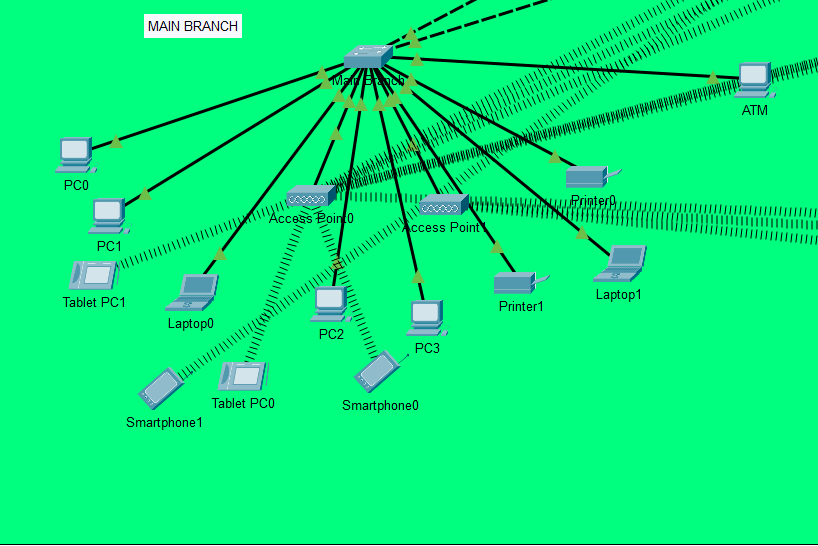 MAIN BRANCH
Main Branch
ATM
PC0
Printer0
Access Point0
Access Point1
PC1
Tablet PC1
Laptop1
Printer1
Laptop0
PC2
PC3
Tablet PC0
Smartphone0
Smartphone1